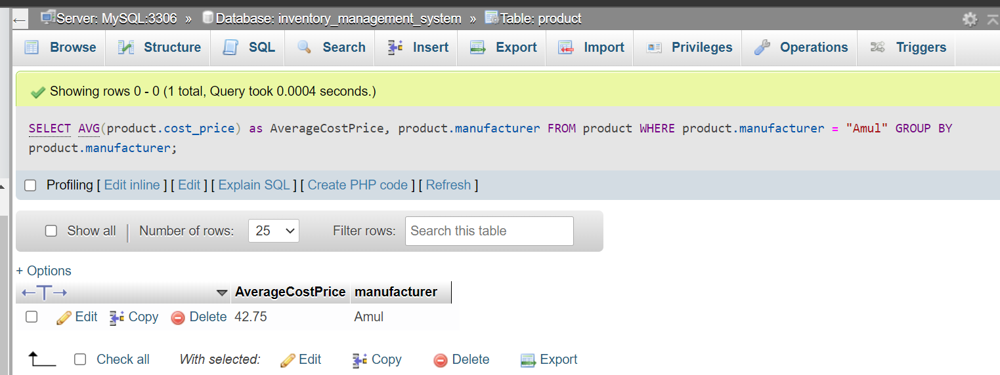 Server: MySQL:3306 » Database: inventory_management_system » Table: product
Browse Structure SQL Search Insert Export Import Privileges Operations Triggers
Showing rows 0 - 0 (1 total, Query took 0.0004 seconds.)
SELECT AVG(product.cost_price) as AverageCostPrice, product.manufacturer FROM product WHERE product.manufacturer = "Amul" GROUP BY
product.manufacturer;
Profiling [ Edit inline ] [ Edit ] [ Explain SQL ] [ Create PHP code ] [ Refresh ]
Show all | Number of rows: 25 Filter rows: Search this table
+ Options
←T→ AverageCostPrice manufacturer
Edit Copy Delete 42.75 Amul
Check all With selected: Edit Copy Delete Export